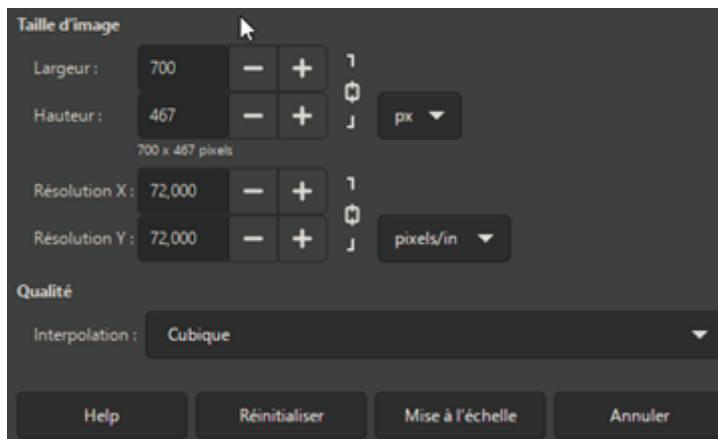 Taille d'image
Largeur : 700
Hauteur : 467 px
700 x 467 pixels
Résolution X : 72,000
Résolution Y : 72,000 pixels/in
Qualité
Interpolation : Cubique
Help Réinitialiser Mise à l'échelle Annuler